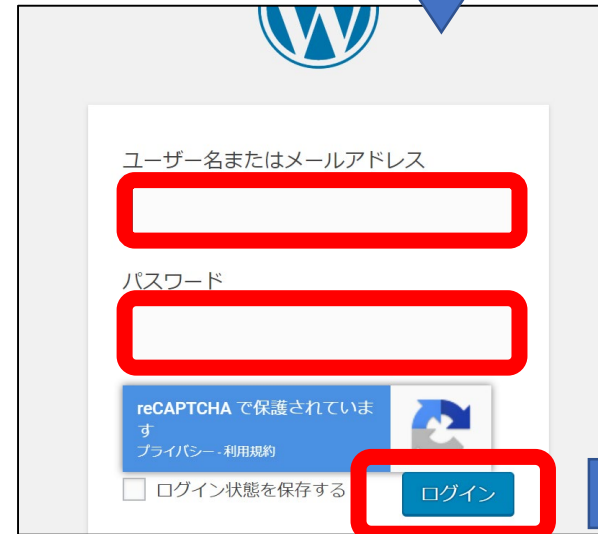 ユーザー名またはメールアドレス
パスワード
reCAPTCHA で保護されていま
す
プライバシー - 利用規約
ログイン状態を保存する
ログイン